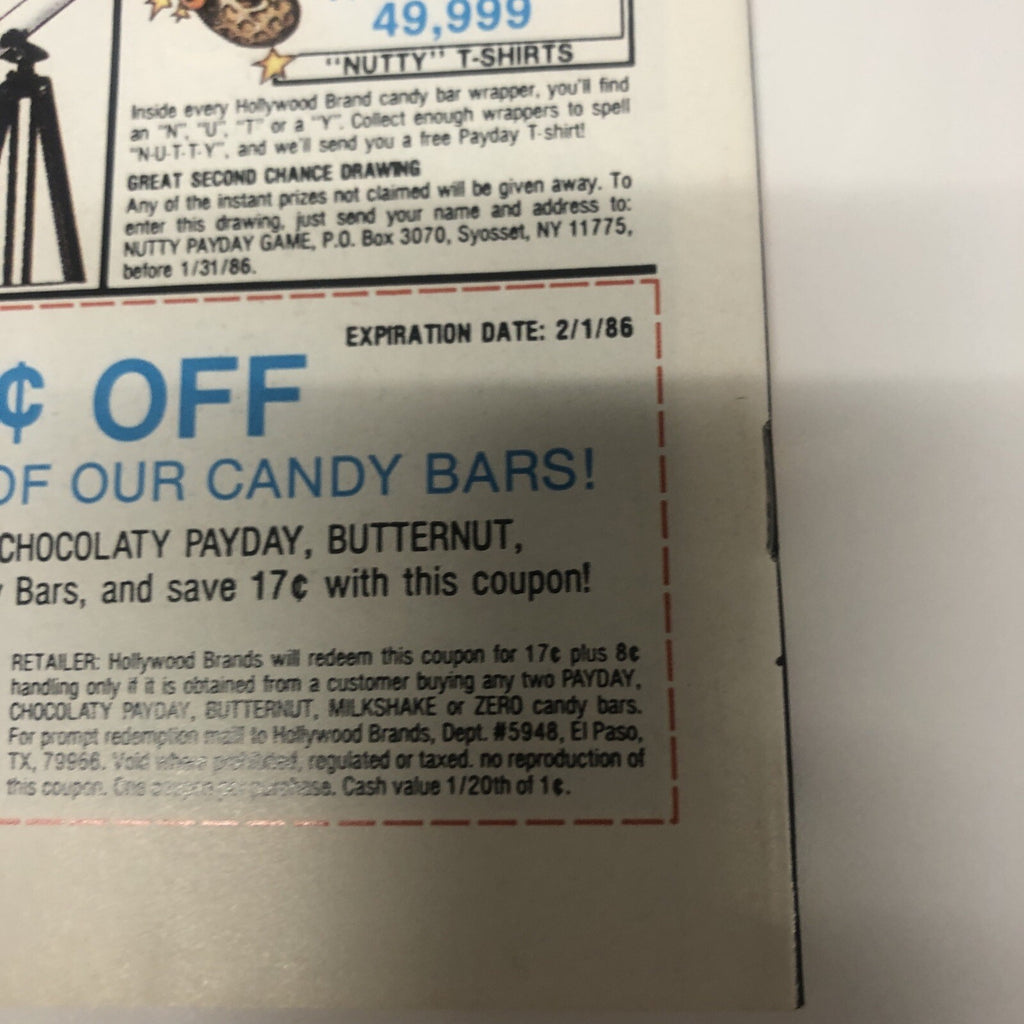 49,999
"NUTTY" T-SHIRTS
Inside every Hollywood Brand candy bar wrapper, you'll find
an "N", "U", "T" or a "Y". Collect enough wrappers to spell
"N-U-T-T-Y", and we'll send you a free Payday T-shirt!
GREAT SECOND CHANCE DRAWING
Any of the instant prizes not claimed will be given away. To
enter this drawing, just send your name and address to:
NUTTY PAYDAY GAME, P.O. Box 3070, Syosset, NY 11775,
before 1/31/86.
EXPIRATION DATE: 2/1/86
¢ OFF
OF OUR CANDY BARS!
CHOCOLATY PAYDAY, BUTTERNUT,
Bars, and save 17¢ with this coupon!
RETAILER: Hollywood Brands will redeem this coupon for 17¢ plus 8¢
handling only if it is obtained from a customer buying any two PAYDAY,
CHOCOLATY PAYDAY, BUTTERNUT, MILKSHAKE or ZERO candy bars.
For prompt redemption mail to Hollywood Brands, Dept. #5948, El Paso,
TX, 79966. Void where prohibited, regulated or taxed. no reproduction of
this coupon. One coupon per purchase. Cash value 1/20th of 1¢.